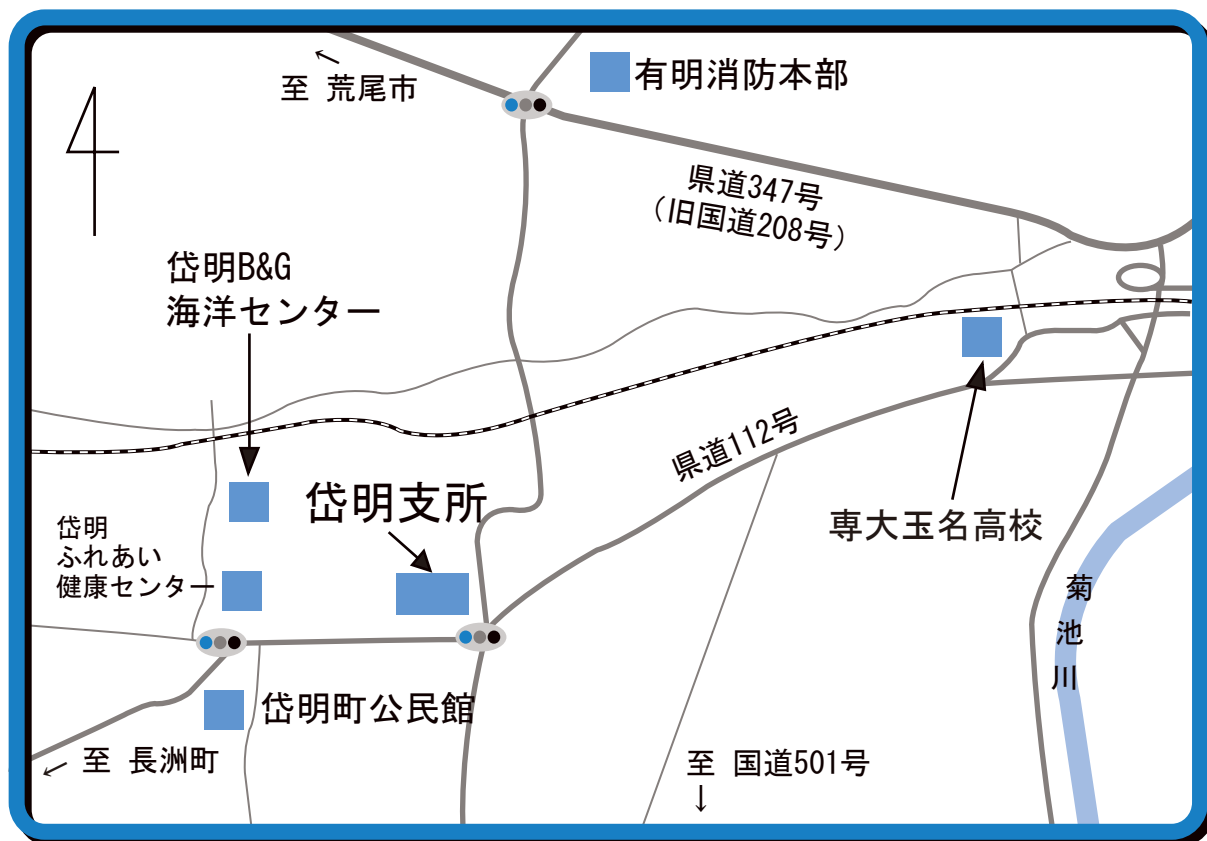 有明消防本部
← 至 荒尾市
県道347号
(旧国道208号)
岱明B&G
海洋センター
県道112号
岱明支所
専大玉名高校
岱明
ふれあい
健康センター
菊池川
岱明町公民館
← 至 長洲町
至 国道501号
↓